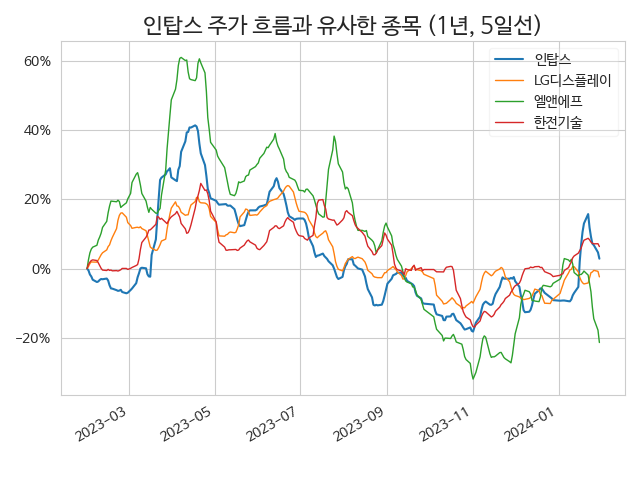 인탑스 주가 흐름과 유사한 종목 (1년, 5일선)
인탑스
LG디스플레이
엘앤에프
한전기술
60%
40%
20%
0%
−20%
2023−03
2023−05
2023−07
2023−09
2023−11
2024−01